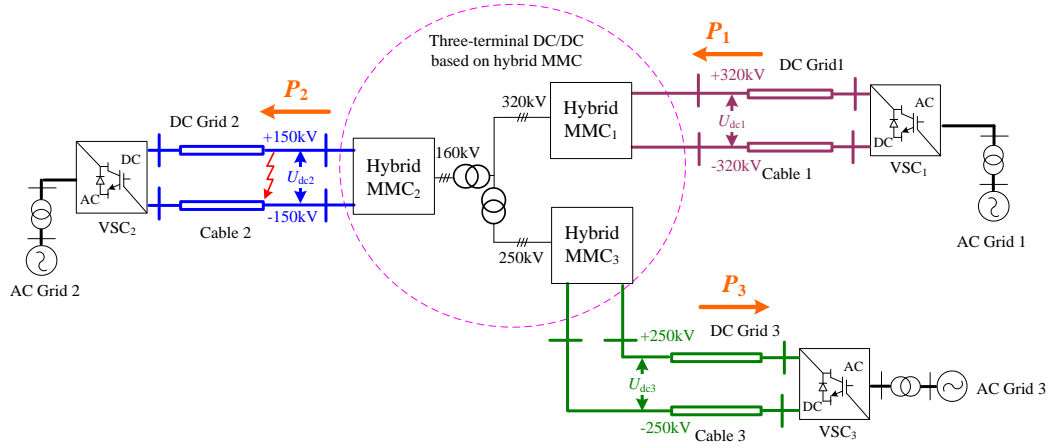 Three-terminal DC/DC
based on hybrid MMC
P1
+320kV
DC Grid1
320kV
Hybrid
MMC1
Udc1
AC
DC
-320kV
Cable 1
VSC1
AC Grid 1
P2
DC Grid 2
+150kV
DC
AC
Udc2
-150kV
VSC2
Cable 2
AC Grid 2
Hybrid
MMC2
160kV
250kV
Hybrid
MMC3
P3
+250kV
DC Grid 3
Udc3
AC
DC
-250kV
Cable 3
VSC3
AC Grid 3